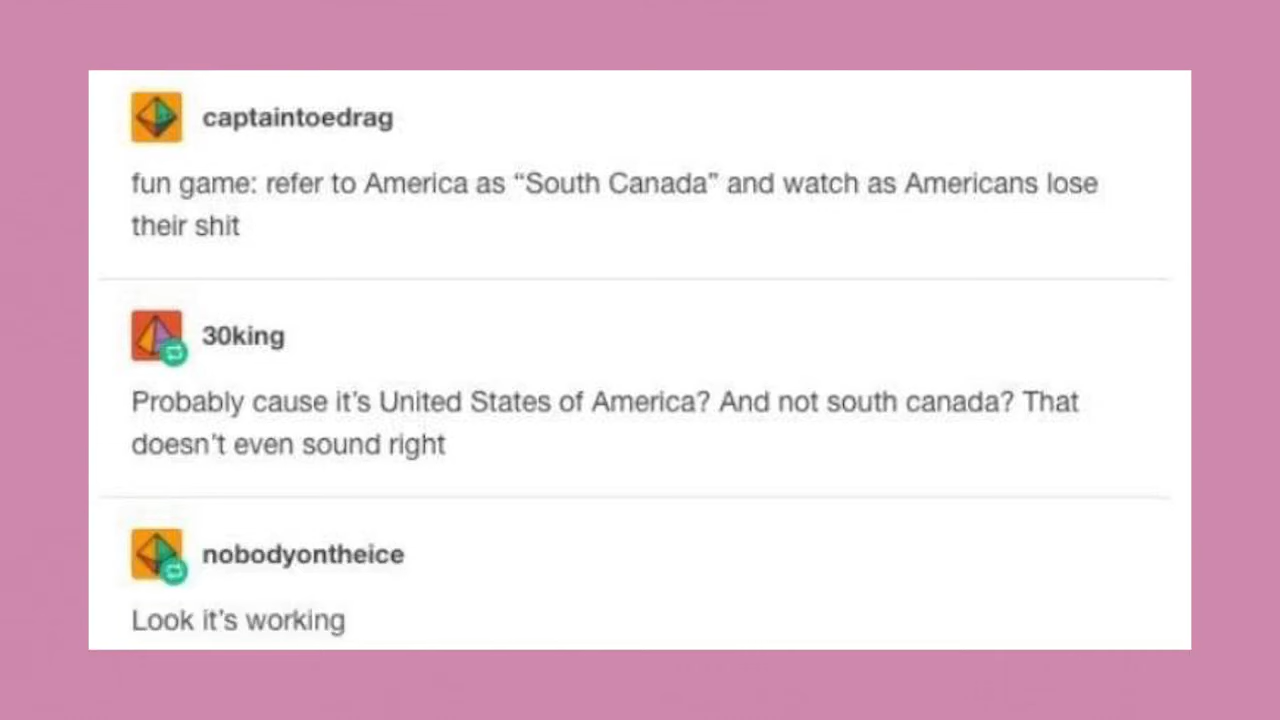 captaintoedrag
fun game: refer to America as “South Canada” and watch as Americans lose
their shit
30king
Probably cause it’s United States of America? And not south canada? That
doesn’t even sound right
nobodyontheice
Look it’s working